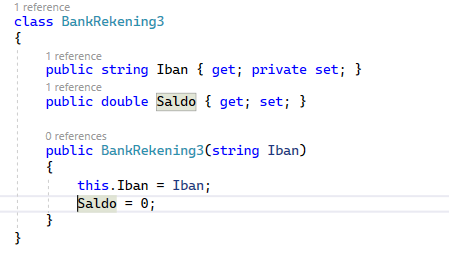 1 reference
class BankRekening3
{
1 reference
public string Iban { get; private set; }
1 reference
public double Saldo { get; set; }
0 references
public BankRekening3(string Iban)
{
this.Iban = Iban;
Saldo = 0;
}
}